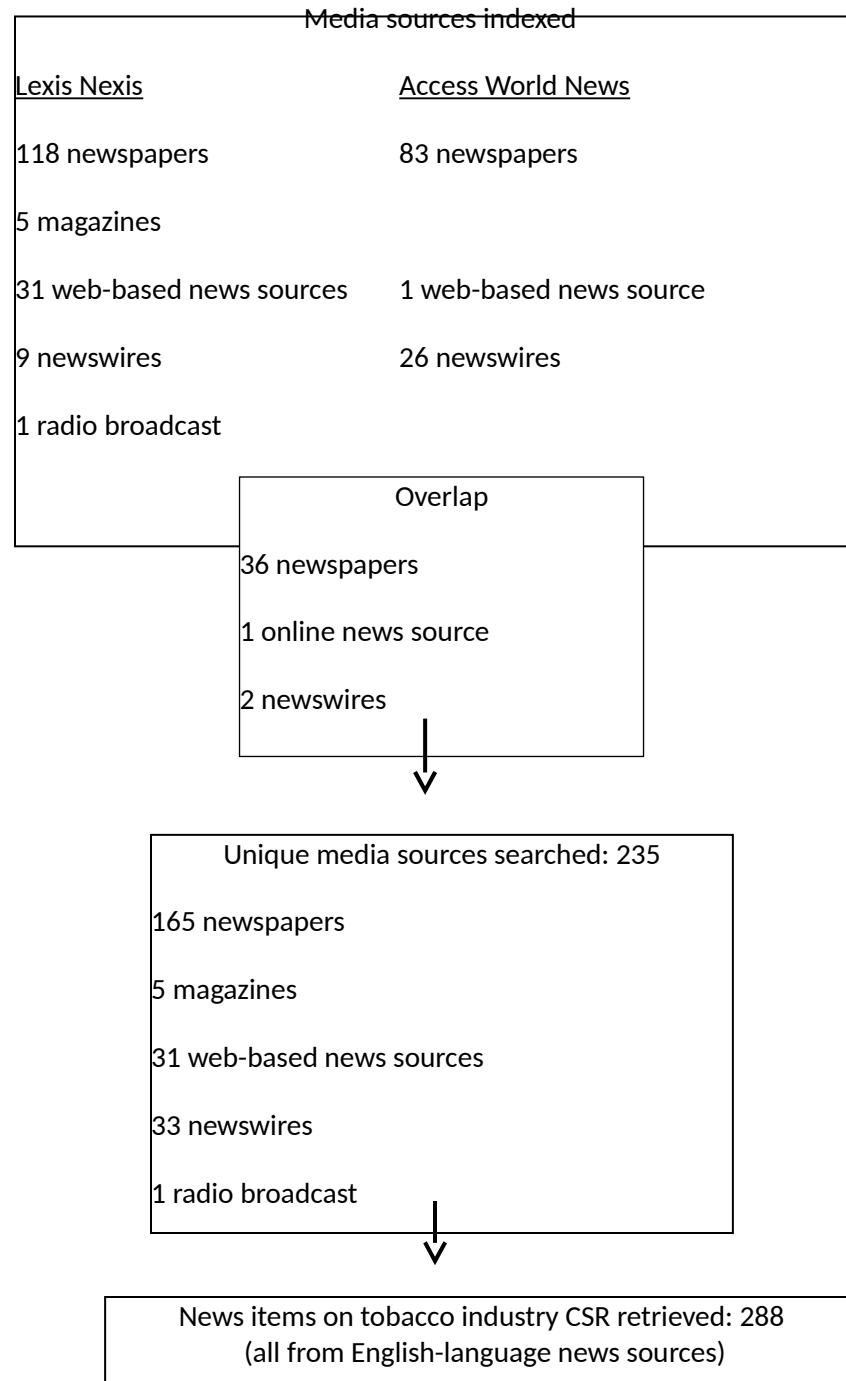 Media sources indexed
Lexis Nexis Access World News
118 newspapers 83 newspapers
5 magazines
31 web-based news sources 1 web-based news source
9 newswires 26 newswires
1 radio broadcast
Overlap
36 newspapers
1 online news source
2 newswires
Unique media sources searched: 235
165 newspapers
5 magazines
31 web-based news sources
33 newswires
1 radio broadcast
News items on tobacco industry CSR retrieved: 288
(all from English-language news sources)